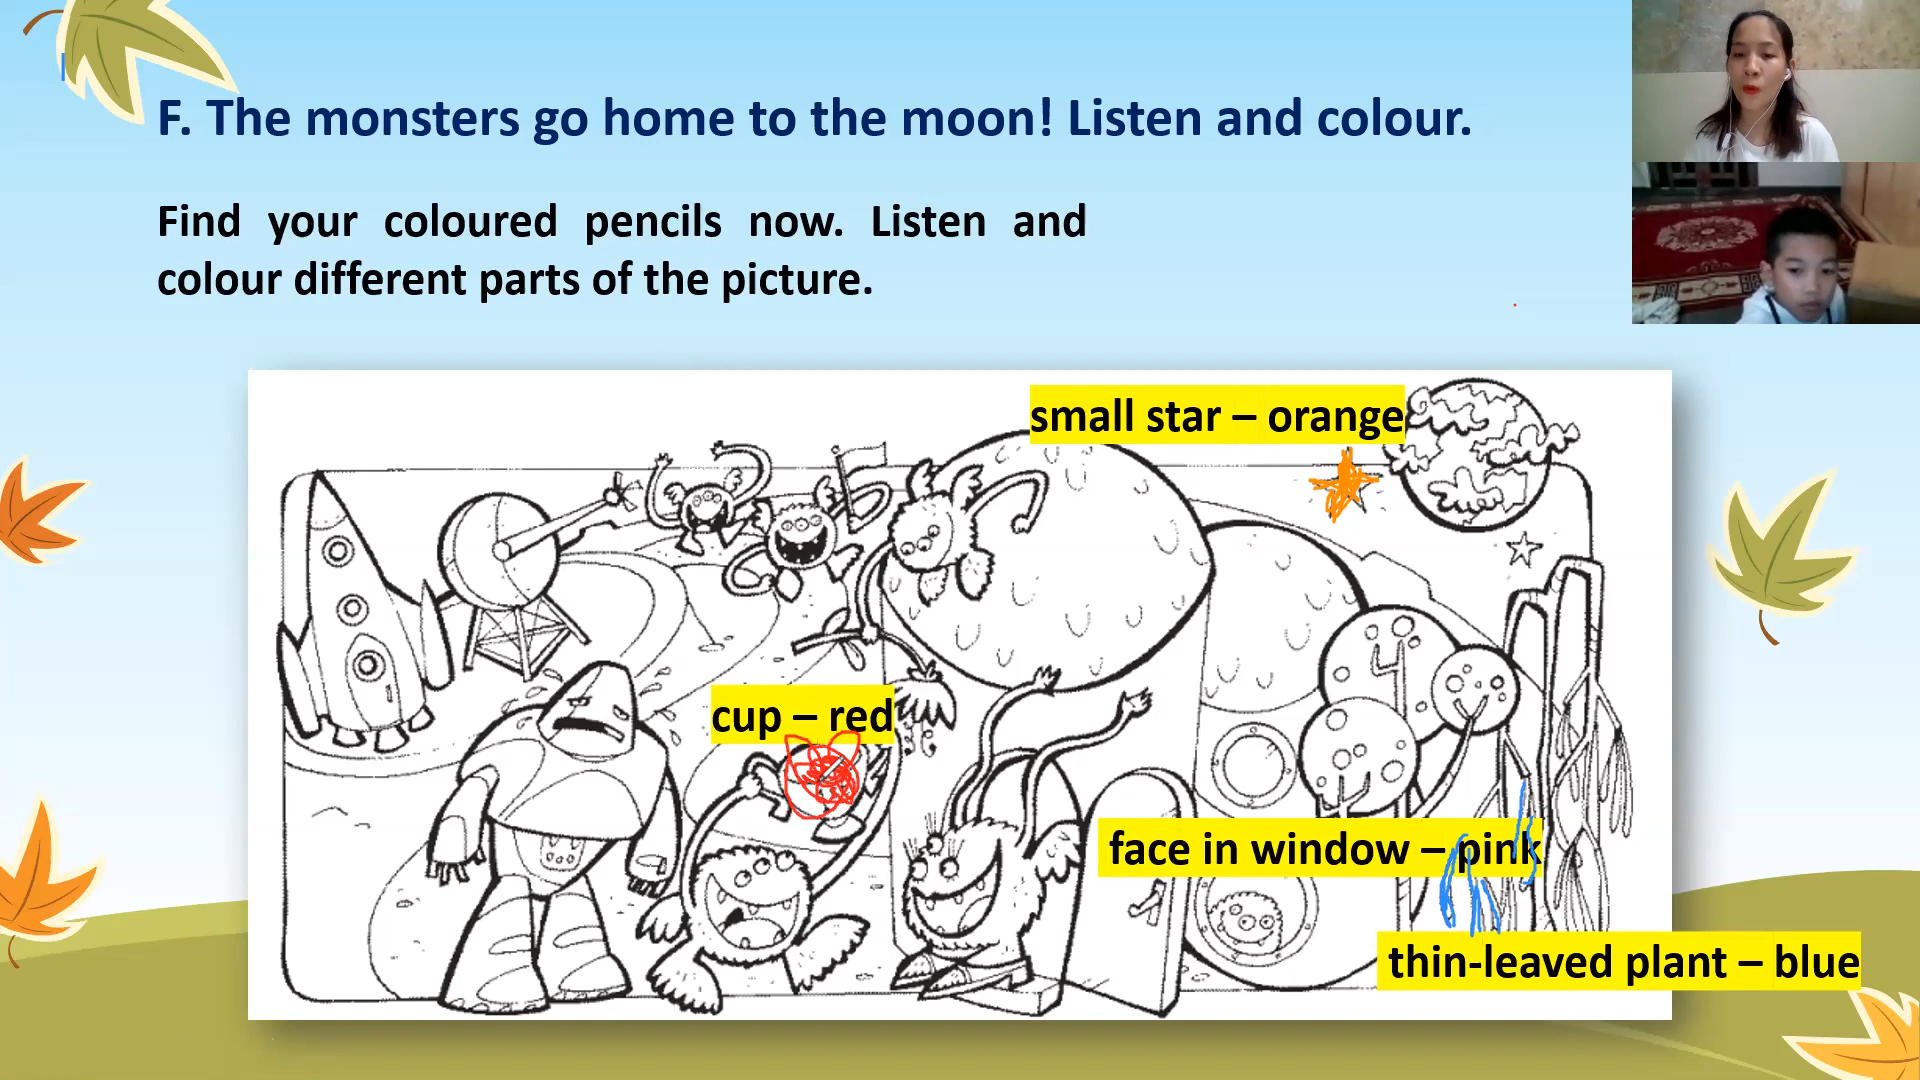 F. The monsters go home to the moon! Listen and colour.
Find your coloured pencils now. Listen and
colour different parts of the picture.
small star – orange
cup – red
face in window – pink
thin-leaved plant – blue